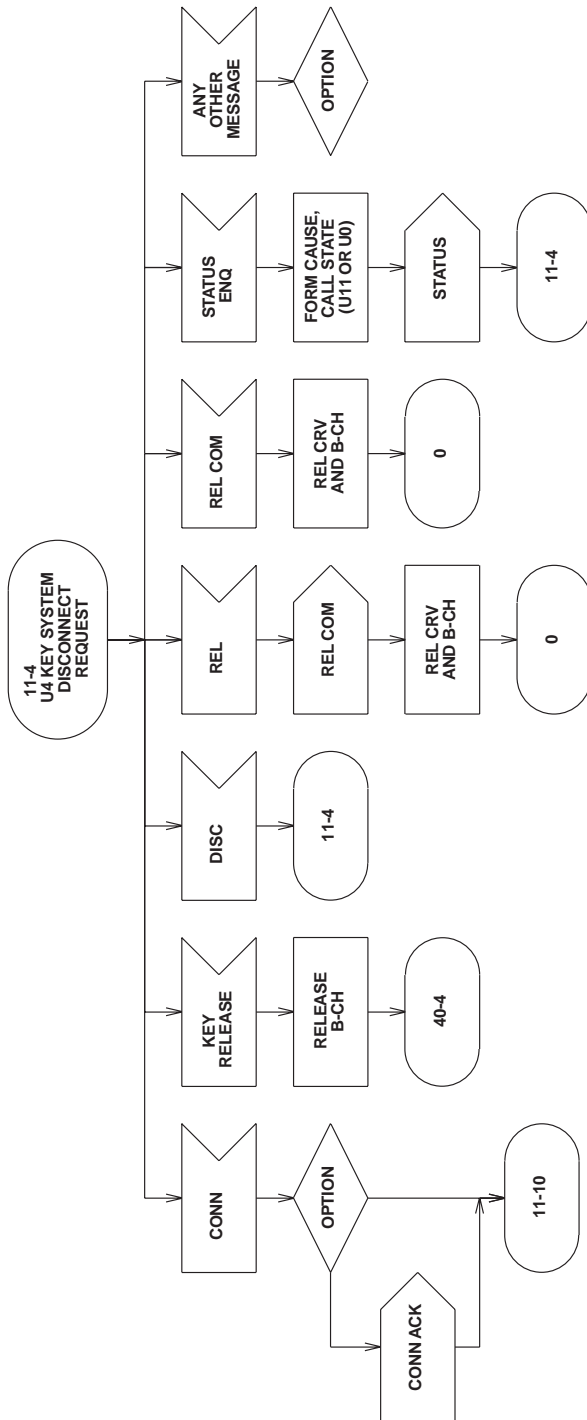 11-4
U4 KEY SYSTEM
DISCONNECT
REQUEST
CONN
OPTION
CONN ACK
11-10
KEY
RELEASE
RELEASE
B-CH
40-4
DISC
11-4
REL
REL COM
REL CRV
AND B-CH
0
REL COM
REL CRV
AND B-CH
0
STATUS
ENQ
FORM CAUSE,
CALL STATE
(U11 OR U0)
STATUS
11-4
ANY
OTHER
MESSAGE
OPTION